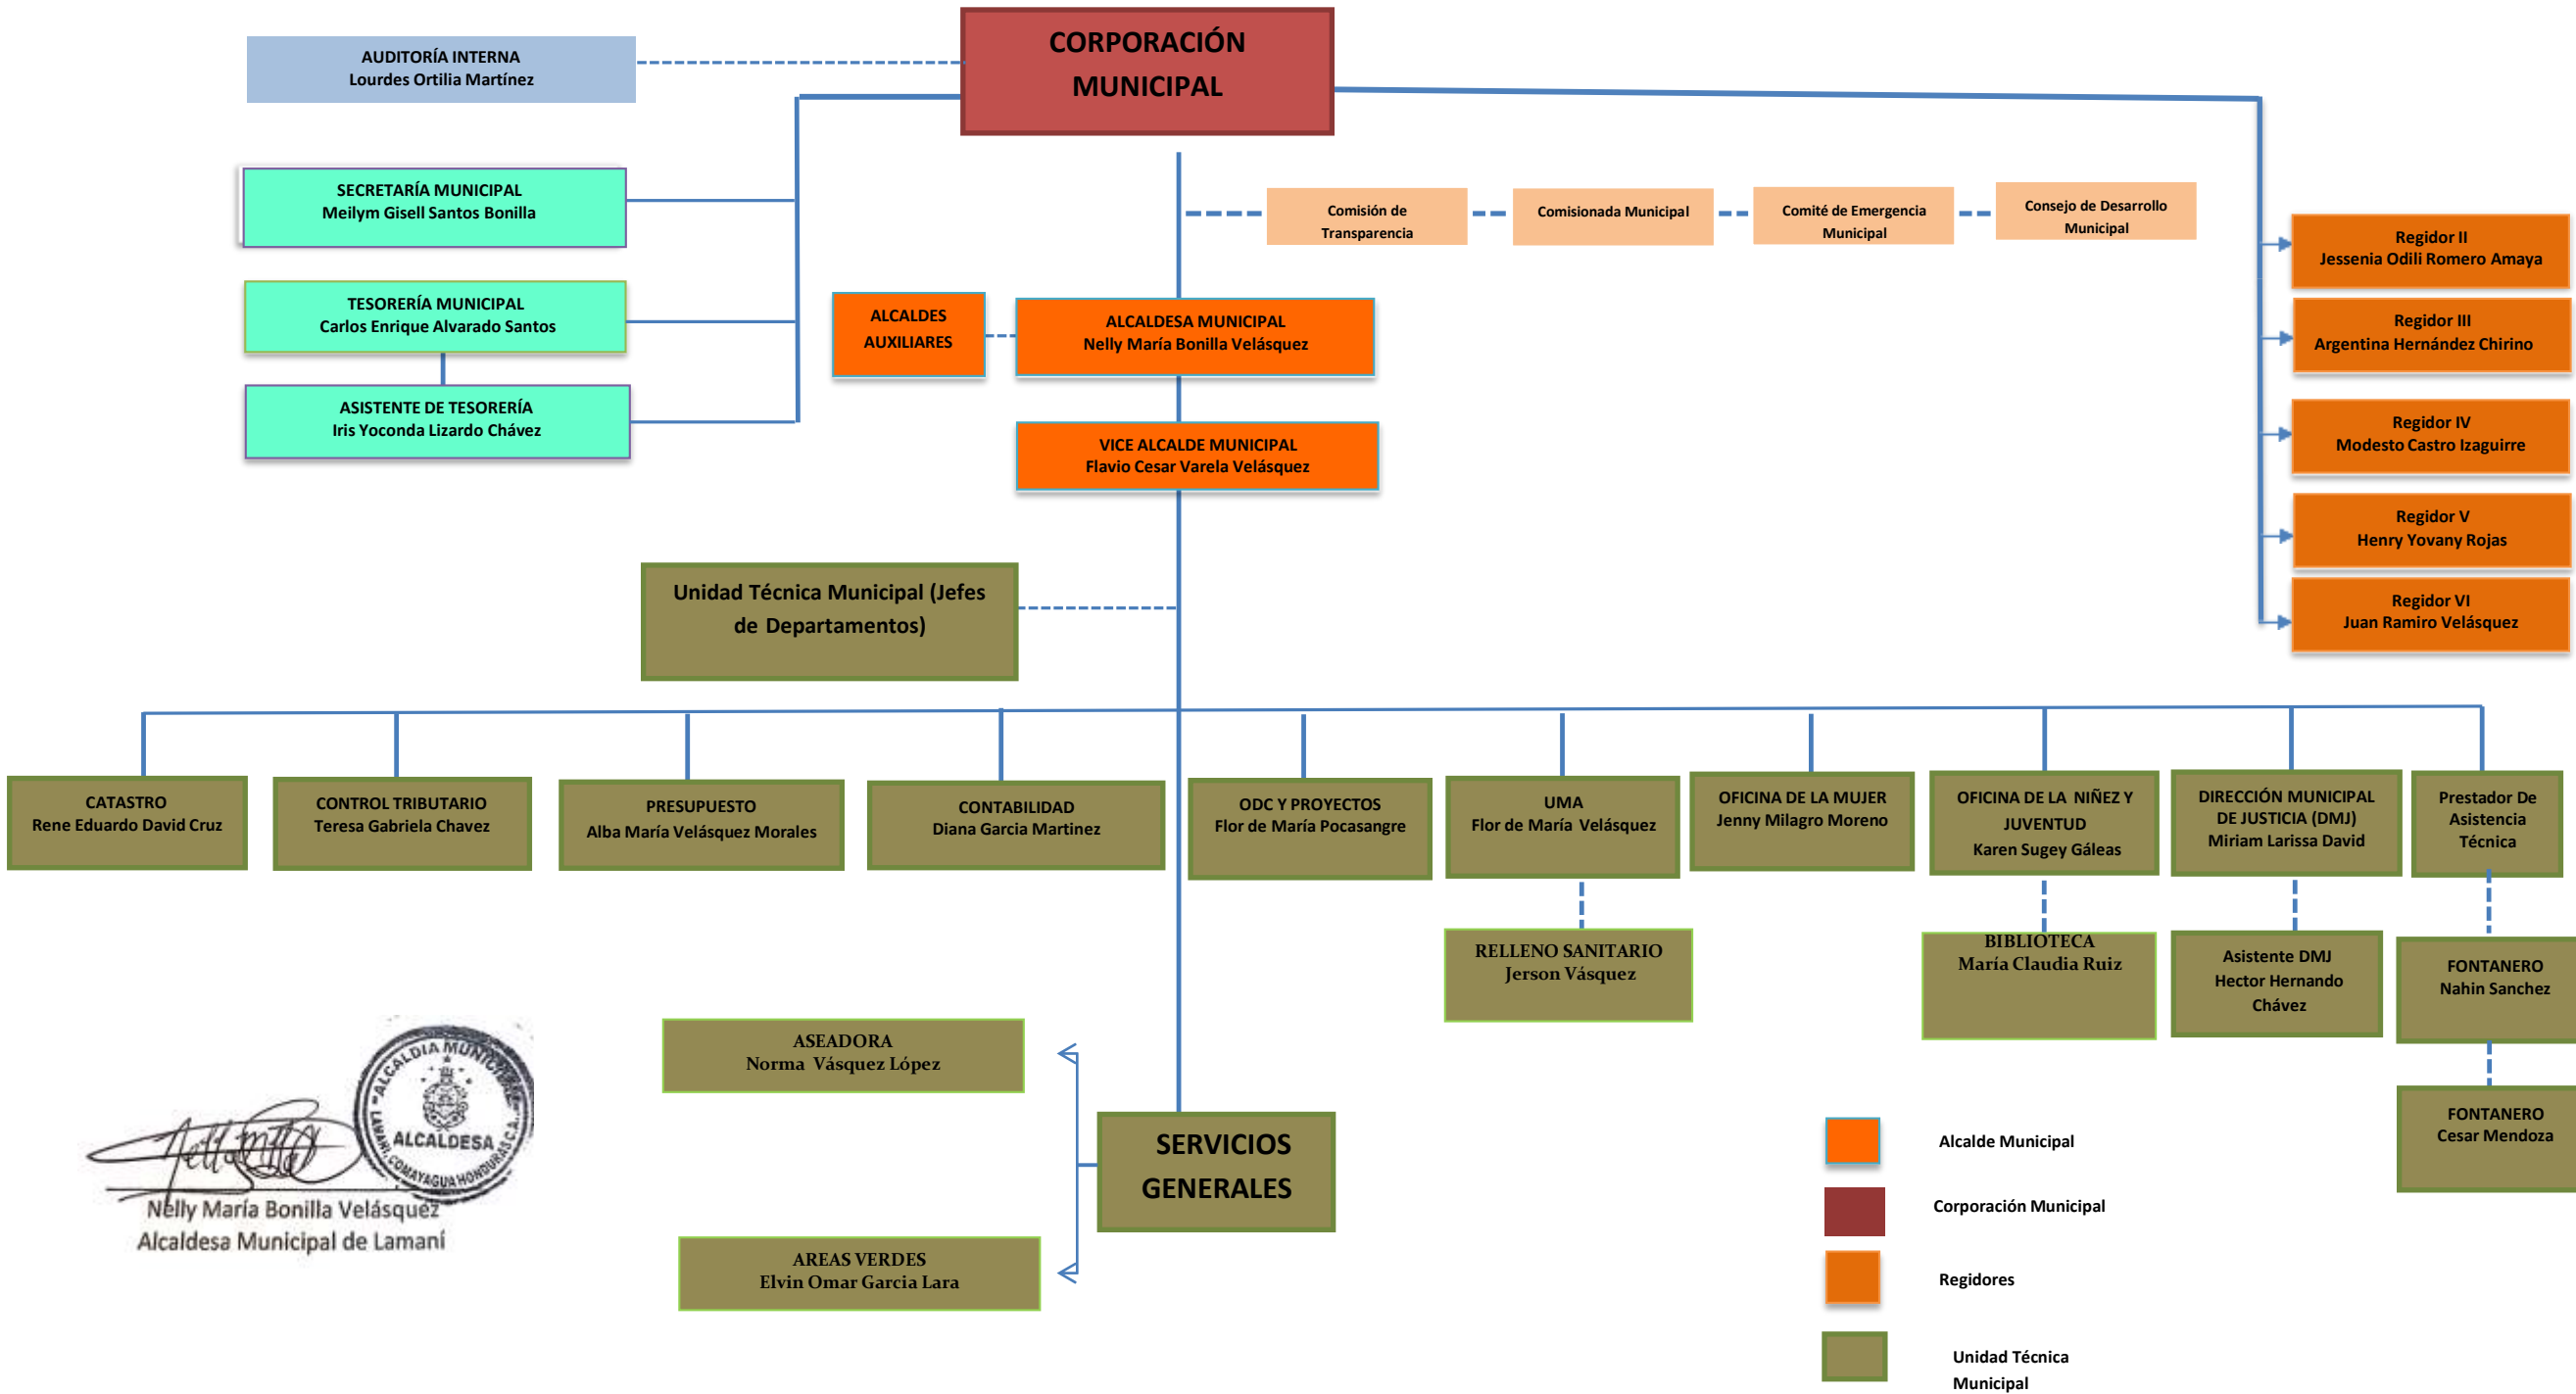 CORPORACIÓN
MUNICIPAL
AUDITORÍA INTERNA
Lourdes Ortilia Martínez
SECRETARÍA MUNICIPAL
Meilym Gisell Santos Bonilla
TESORERÍA MUNICIPAL
Carlos Enrique Alvarado Santos
ASISTENTE DE TESORERÍA
Iris Yoconda Lizardo Chávez
Comisión de
Transparencia
Comisionada Municipal
Comité de Emergencia
Municipal
Consejo de Desarrollo
Municipal
ALCALDES
AUXILIARES
ALCALDESA MUNICIPAL
Nelly María Bonilla Velásquez
VICE ALCALDE MUNICIPAL
Flavio Cesar Varela Velásquez
Regidor II
Jessenia Odili Romero Amaya
Regidor III
Argentina Hernández Chirino
Regidor IV
Modesto Castro Izaguirre
Regidor V
Henry Yovany Rojas
Regidor VI
Juan Ramiro Velásquez
Unidad Técnica Municipal (Jefes
de Departamentos)
CATASTRO
Rene Eduardo David Cruz
CONTROL TRIBUTARIO
Teresa Gabriela Chavez
PRESUPUESTO
Alba María Velásquez Morales
CONTABILIDAD
Diana Garcia Martinez
ODC Y PROYECTOS
Flor de María Pocasangre
UMA
Flor de María Velásquez
OFICINA DE LA MUJER
Jenny Milagro Moreno
OFICINA DE LA NIÑEZ Y
JUVENTUD
Karen Sugey Gáleas
DIRECCIÓN MUNICIPAL
DE JUSTICIA (DMJ)
Miriam Larissa David
Prestador De
Asistencia
Técnica
RELLENO SANITARIO
Jerson Vásquez
BIBLIOTECA
María Claudia Ruiz
Asistente DMJ
Hector Hernando
Chávez
FONTANERO
Nahin Sanchez
FONTANERO
Cesar Mendoza
ASEADORA
Norma Vásquez López
SERVICIOS
GENERALES
AREAS VERDES
Elvin Omar Garcia Lara
ALCALDIA MUNICIPAL
ALCALDESA
LAMANI, COMAYAGUA HONDURAS C.A.
Nelly María Bonilla Velásquez
Alcaldesa Municipal de Lamaní
Alcalde Municipal
Corporación Municipal
Regidores
Unidad Técnica
Municipal